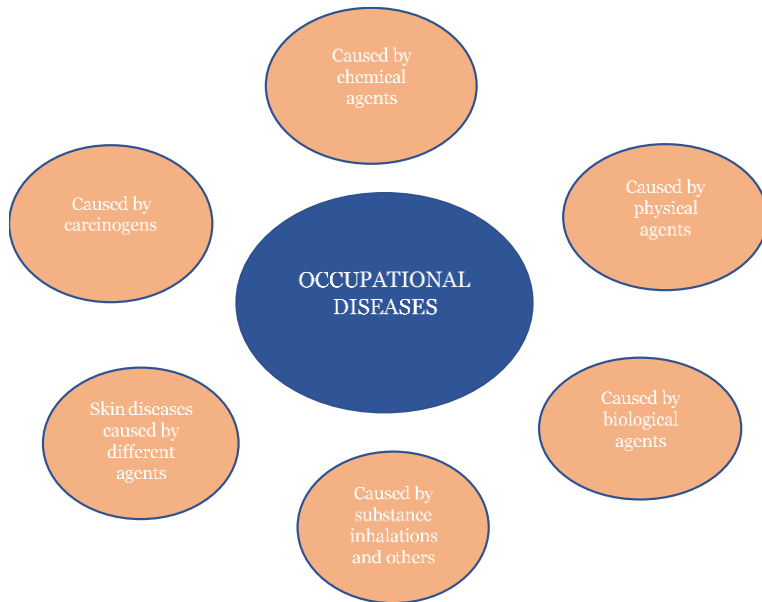 Caused by
chemical
agents
Caused by
carcinogens
Caused by
physical
agents
OCCUPATIONAL
DISEASES
Skin diseases
caused by
different
agents
Caused by
biological
agents
Caused by
substance
inhalations
and others